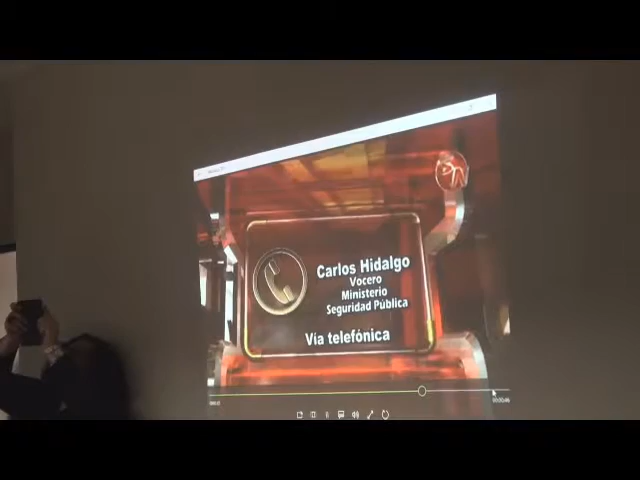 Carlos Hidalgo
Vocero
Ministerio
Seguridad Pública
Vía telefónica